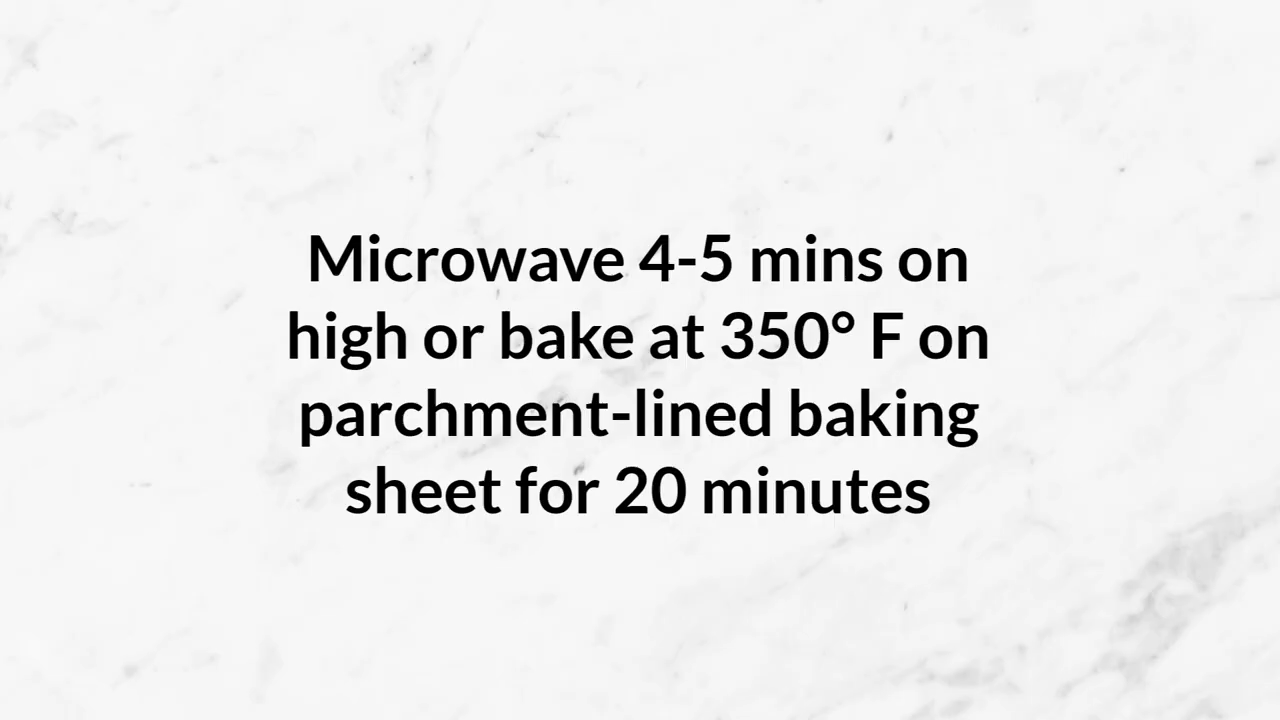 Microwave 4-5 mins on
high or bake at 350° F on
parchment-lined baking
sheet for 20 minutes